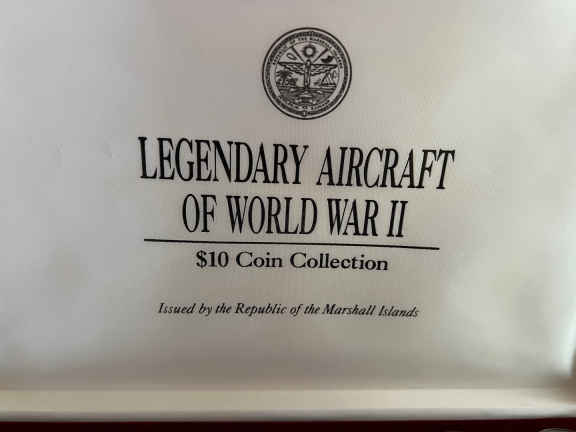 LEGENDARY AIRCRAFT
OF WORLD WAR II
$10 Coin Collection
Issued by the Republic of the Marshall Islands